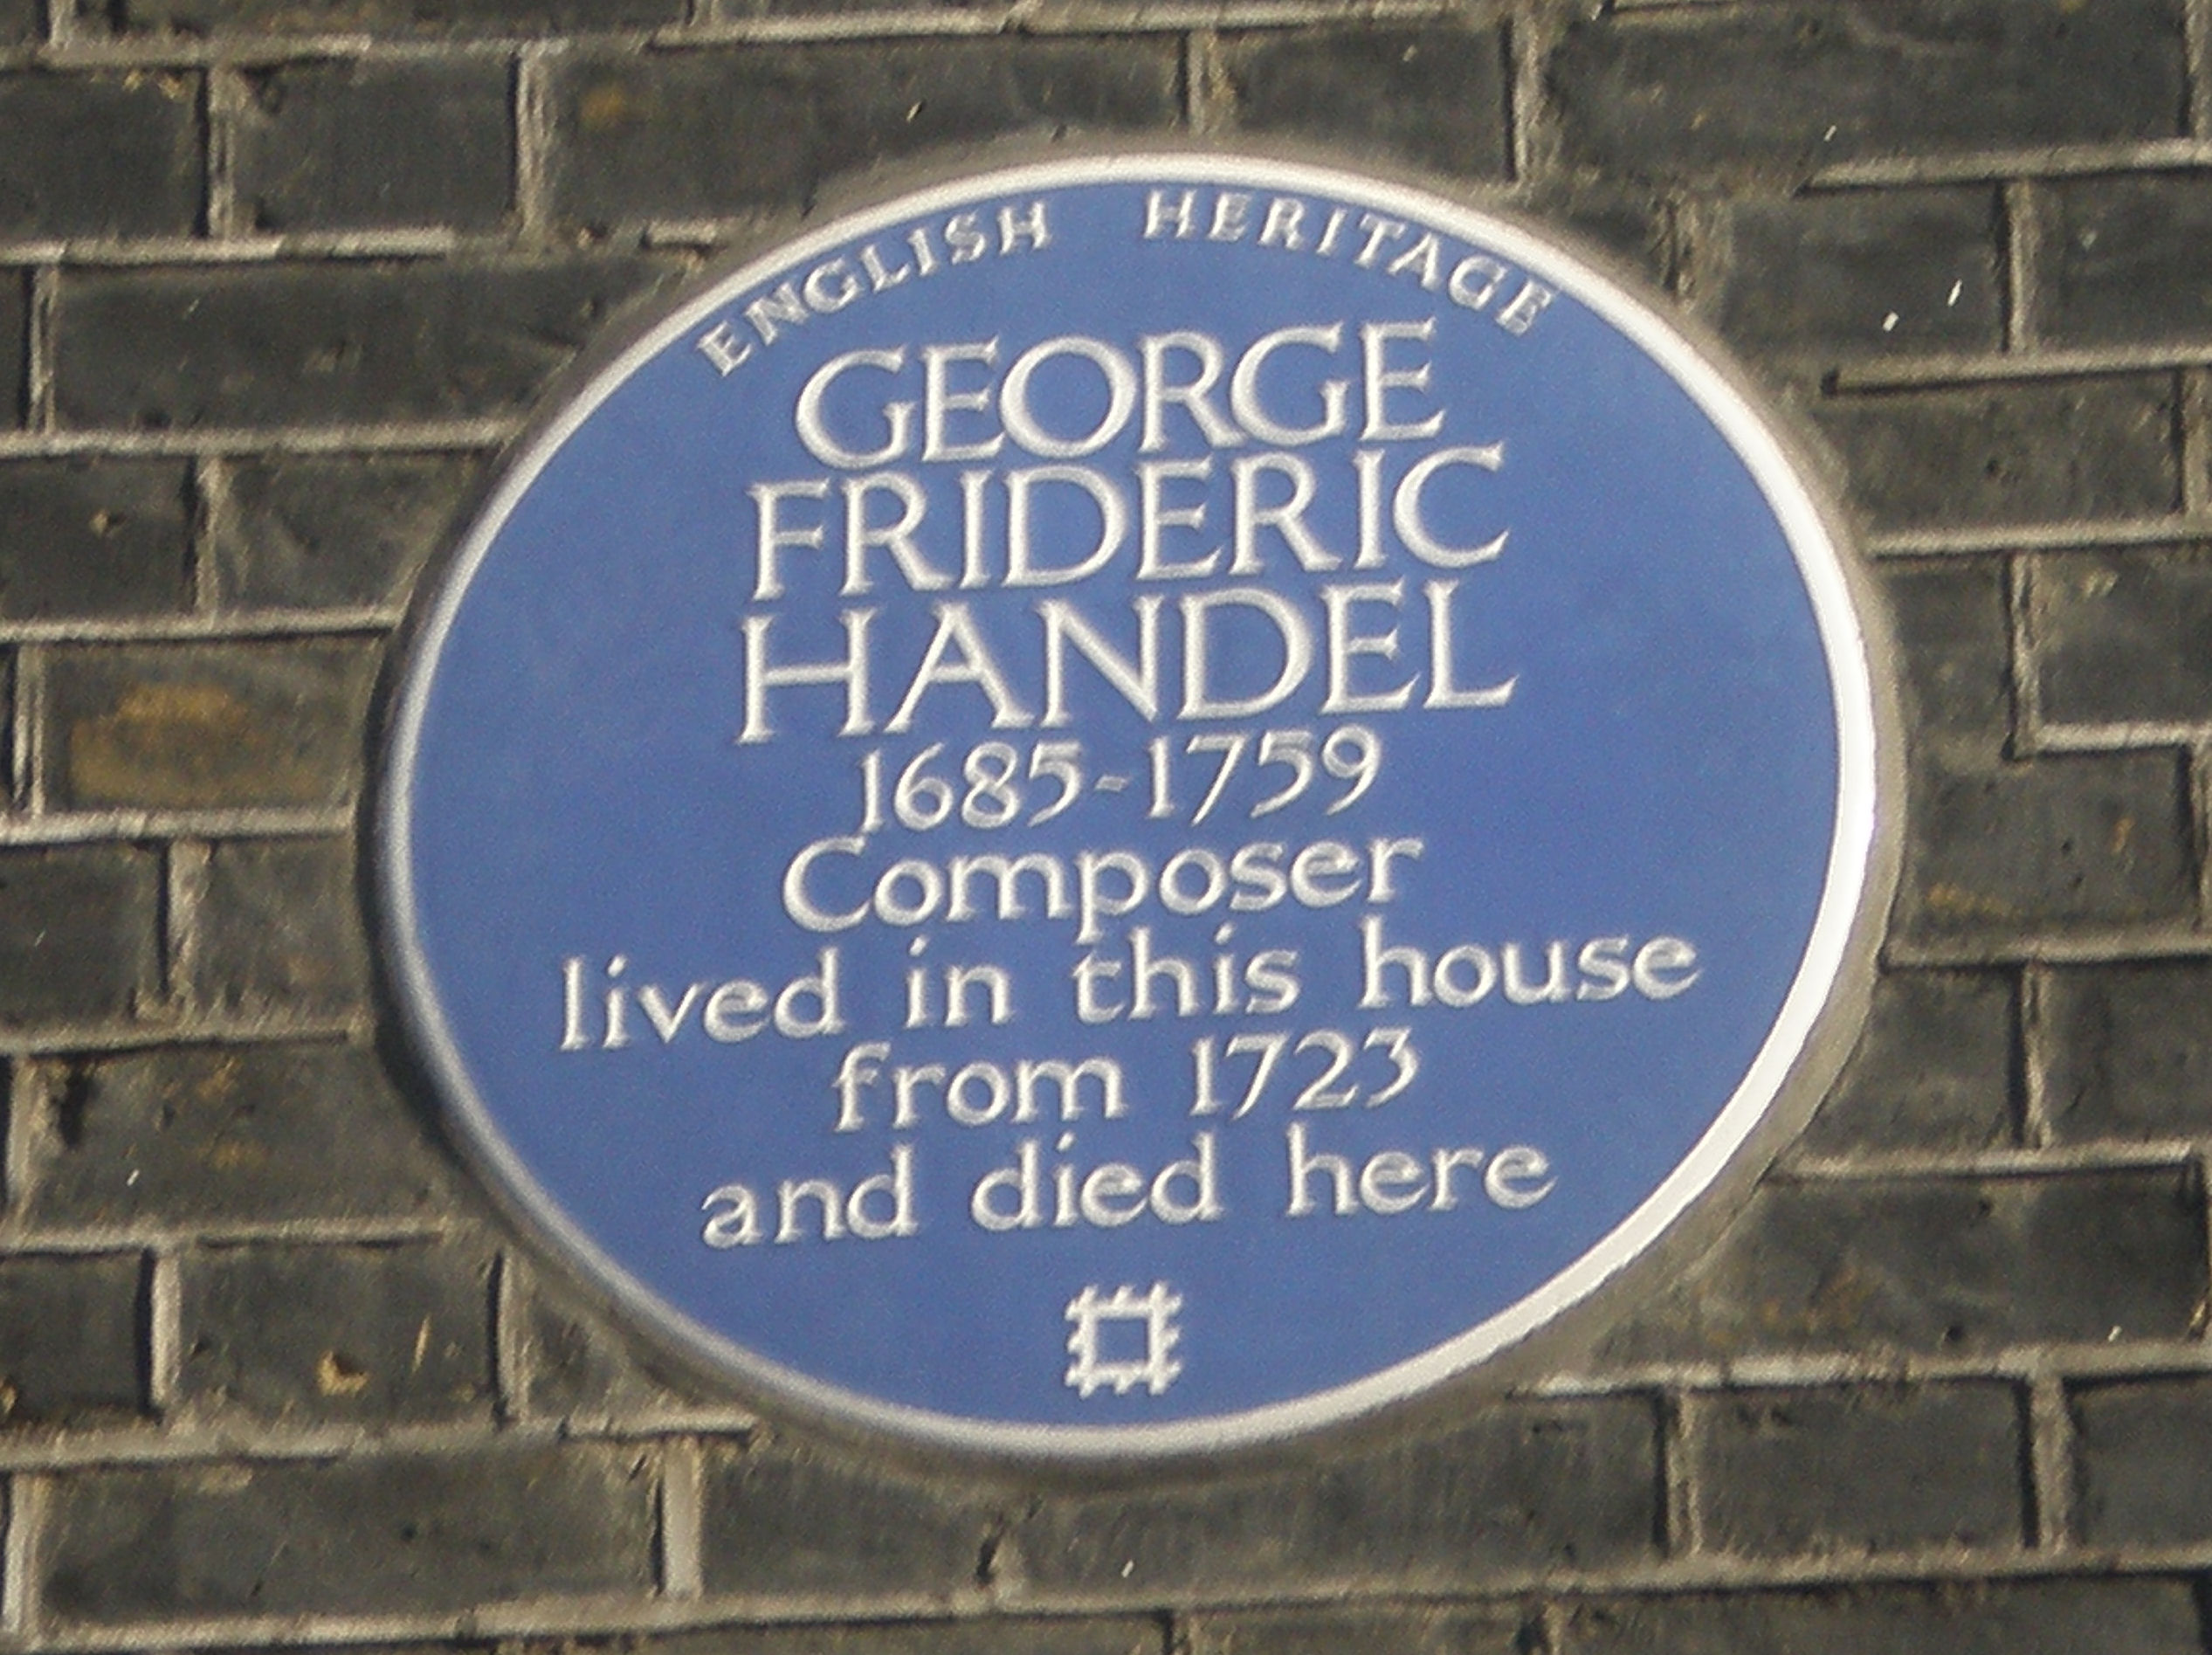 ENGLISH HERITAGE
GEORGE
FRIDERIC
HANDEL
1685-1759
Composer
lived in this house
from 1723
and died here